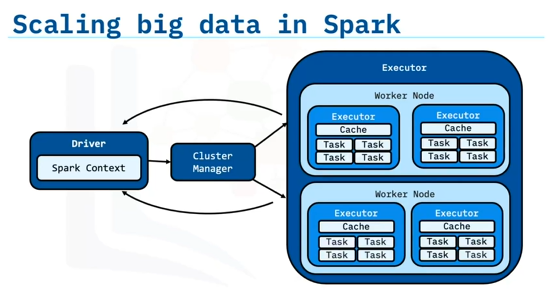 Scaling big data in Spark
Driver
Spark Context
Cluster
Manager
Executor
Worker Node
Executor
Cache
Task Task
Task Task
Executor
Cache
Task Task
Task Task
Worker Node
Executor
Cache
Task Task
Task Task
Executor
Cache
Task Task
Task Task